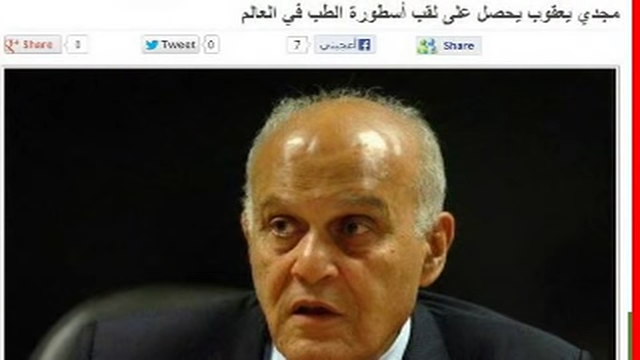 مجدي يعقوب يحصل على لقب أسطورة الطب في العالم
Share 0 Tweet 0 7 أعجبني Share